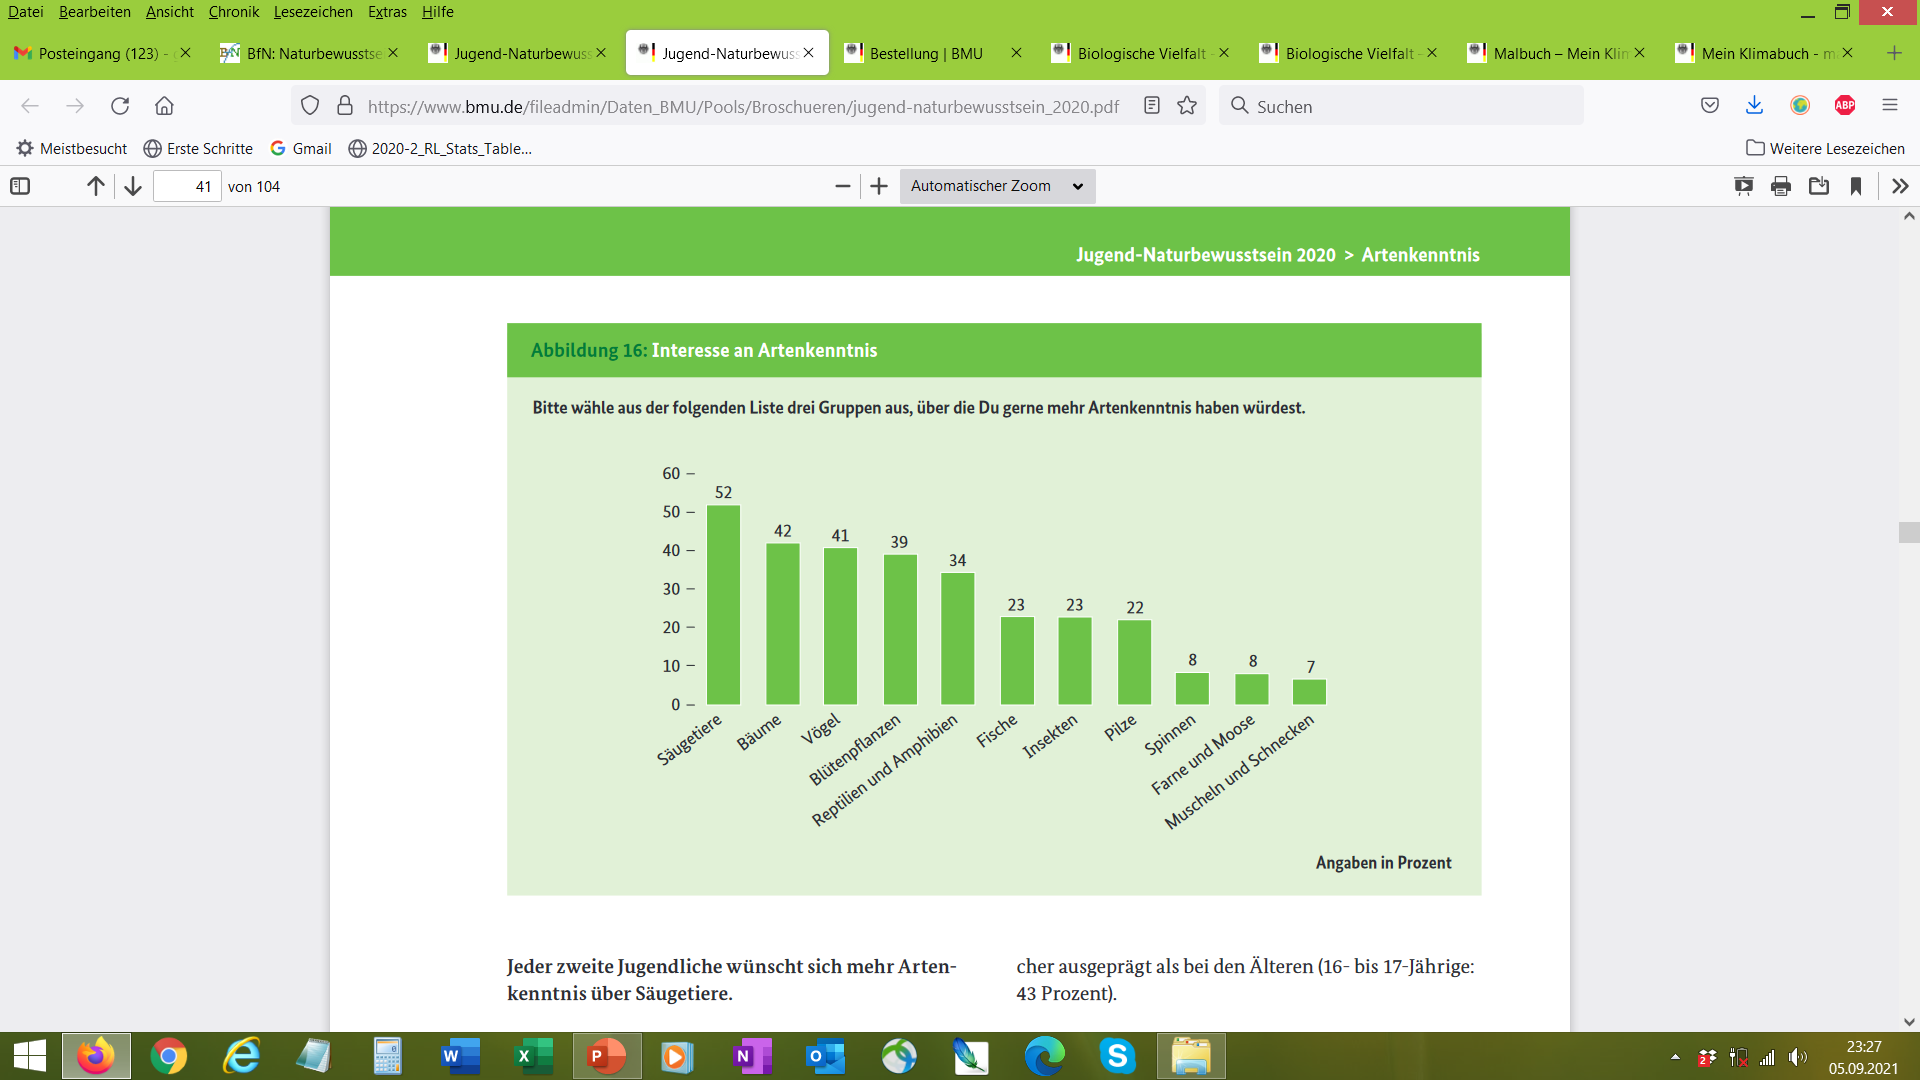 Datei Bearbeiten Ansicht Chronik Lesezeichen Extras Hilfe
Posteingang (123) - BfN: Naturbewusstse Jugend-Naturbewuss Jugend-Naturbewuss Bestellung | BMU Biologische Vielfalt - Biologische Vielfalt - Malbuch – Mein Klim Mein Klimabuch - m
https://www.bmu.de/fileadmin/Daten_BMU/Pools/Broschueren/jugend-naturbewusstsein_2020.pdf Suchen ABP
Meistbesucht Erste Schritte Gmail 2020-2_RL_Stats_Table... Weitere Lesezeichen
41 von 104 Automatischer Zoom
Jugend-Naturbewusstsein 2020 > Artenkenntnis
Abbildung 16: Interesse an Artenkenntnis
Bitte wähle aus der folgenden Liste drei Gruppen aus, über die Du gerne mehr Artenkenntnis haben würdest.
60
50
40
30
20
10
0
52 42 41 39 34 23 23 22 8 8 7
Säugetiere
Bäume
Vögel
Blütenpflanzen
Reptilien und Amphibien
Fische
Insekten
Pilze
Spinnen
Farne und Moose
Muscheln und Schnecken
Angaben in Prozent
Jeder zweite Jugendliche wünscht sich mehr Arten-
kenntnis über Säugetiere.
cher ausgeprägt als bei den Älteren (16- bis 17-Jährige:
43 Prozent).
23:27
05.09.2021